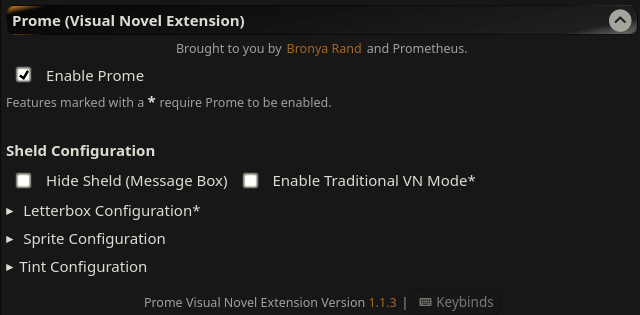 Prome (Visual Novel Extension)
Brought to you by Bronya Rand and Prometheus.
Enable Prome
Features marked with a * require Prome to be enabled.
Sheld Configuration
Hide Sheld (Message Box) Enable Traditional VN Mode*
Letterbox Configuration*
Sprite Configuration
Tint Configuration
Prome Visual Novel Extension Version 1.1.3 | Keybinds